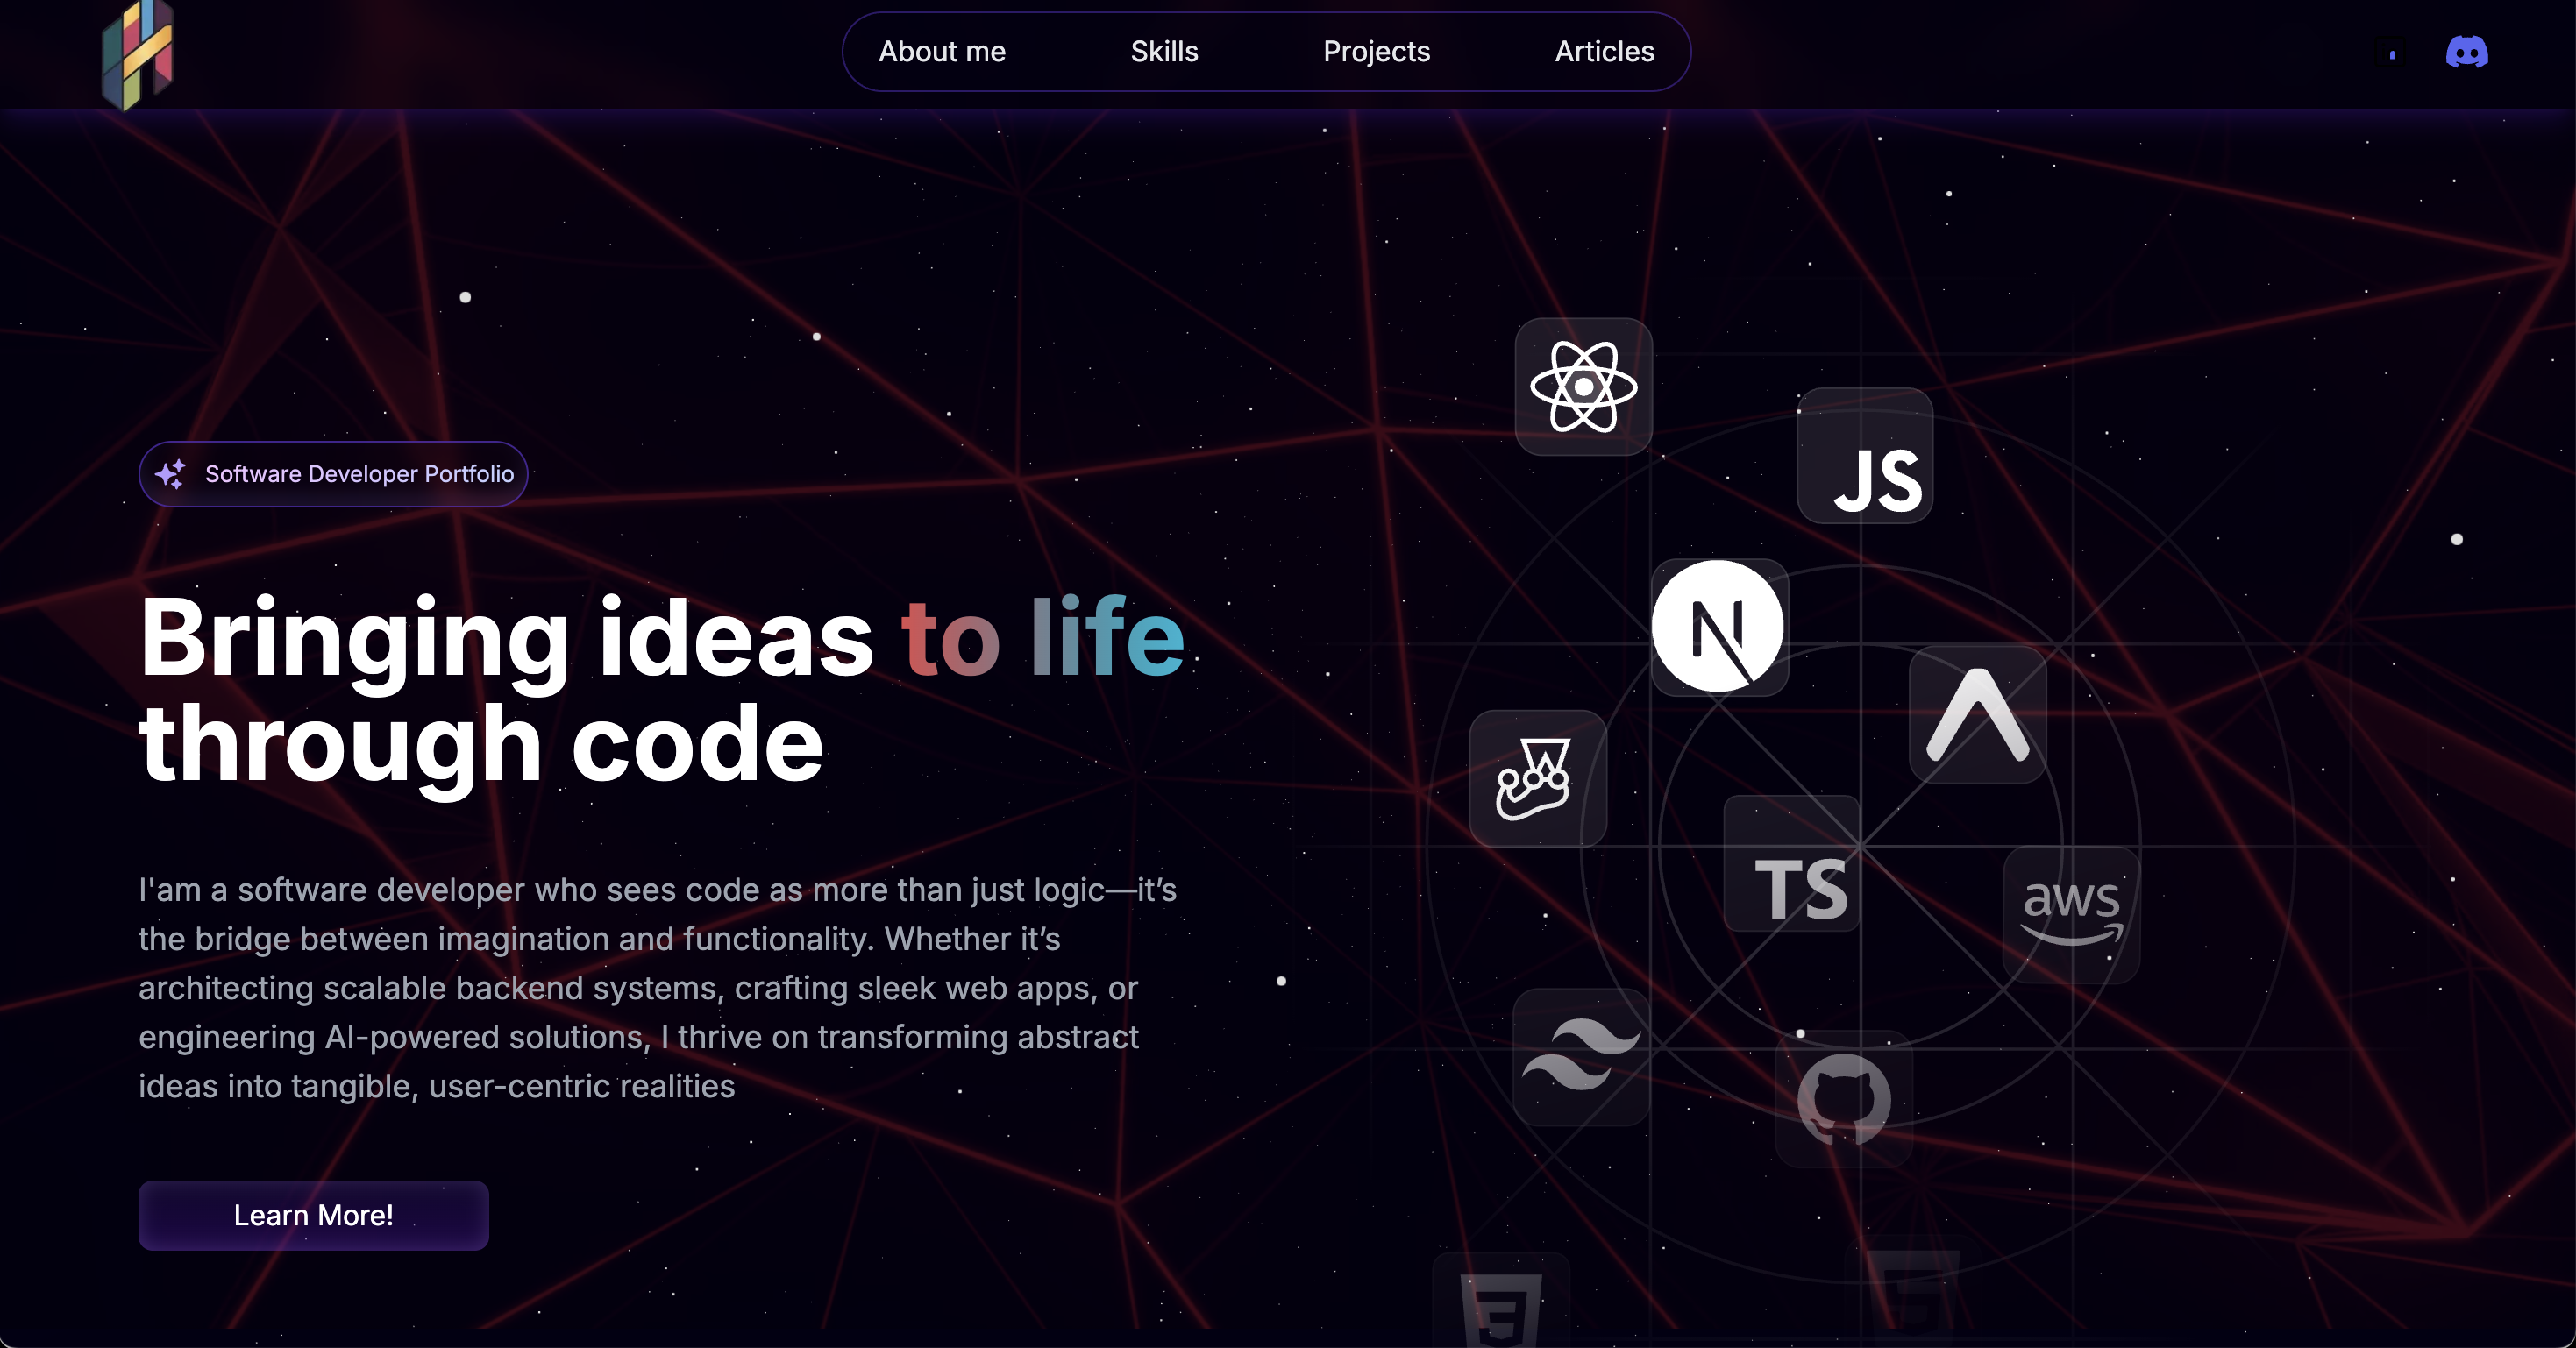 About me
Skills
Projects
Articles
Software Developer Portfolio
Bringing ideas to life
through code
I'am a software developer who sees code as more than just logic—it’s
the bridge between imagination and functionality. Whether it’s
architecting scalable backend systems, crafting sleek web apps, or
engineering AI-powered solutions, I thrive on transforming abstract
ideas into tangible, user-centric realities
Learn More!
JS
N
TS
aws